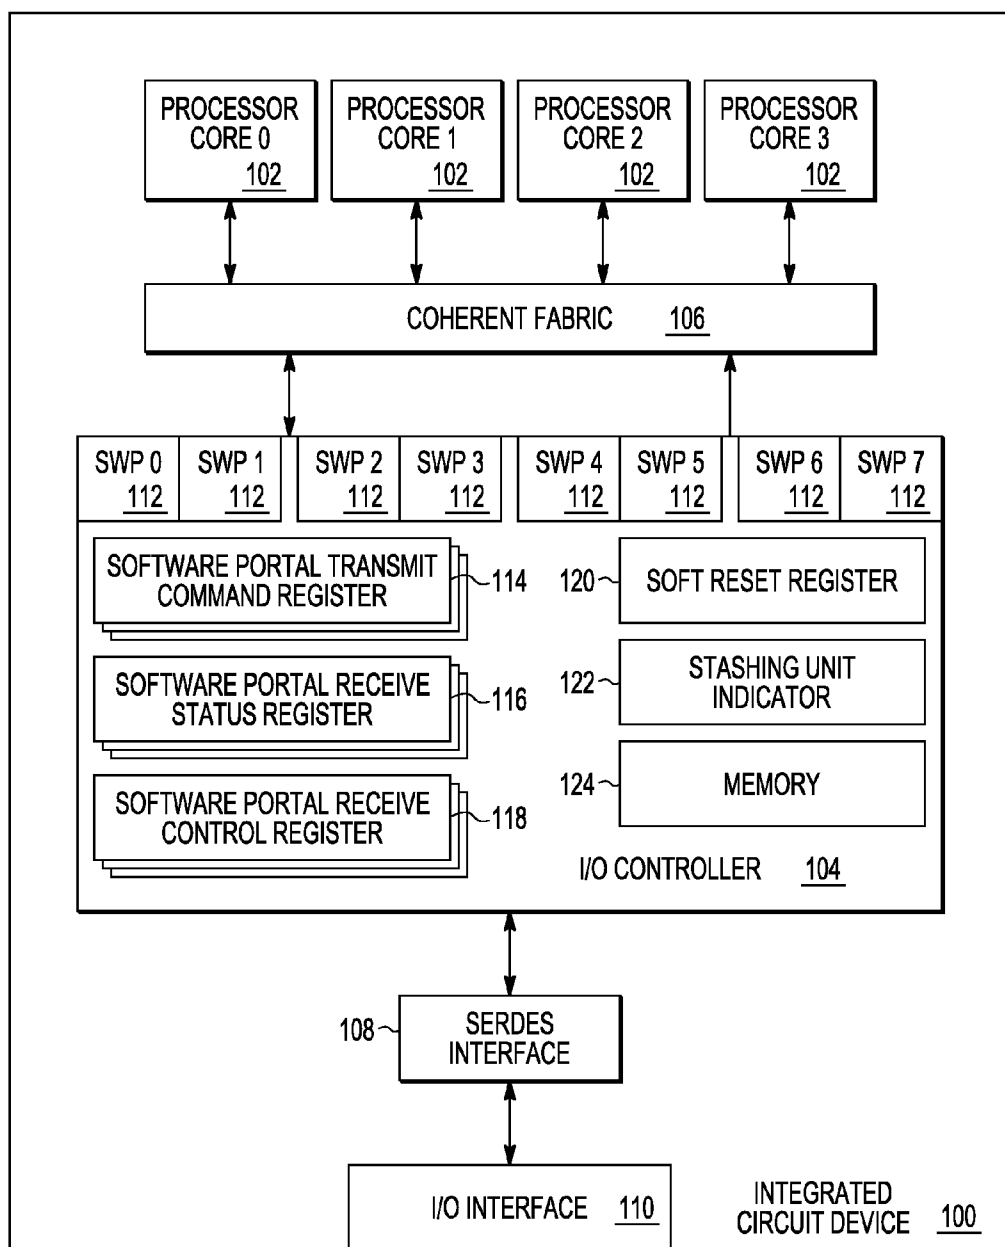 PROCESSOR
CORE 0
102
PROCESSOR
CORE 1
102
PROCESSOR
CORE 2
102
PROCESSOR
CORE 3
102
COHERENT FABRIC 106
SWP 0
112
SWP 1
112
SWP 2
112
SWP 3
112
SWP 4
112
SWP 5
112
SWP 6
112
SWP 7
112
SOFTWARE PORTAL TRANSMIT
COMMAND REGISTER
114
SOFTWARE PORTAL RECEIVE
STATUS REGISTER
116
SOFTWARE PORTAL RECEIVE
CONTROL REGISTER
118
120
SOFT RESET REGISTER
122
STASHING UNIT
INDICATOR
124
MEMORY
I/O CONTROLLER 104
108
SERDES
INTERFACE
I/O INTERFACE 110
INTEGRATED
CIRCUIT DEVICE 100